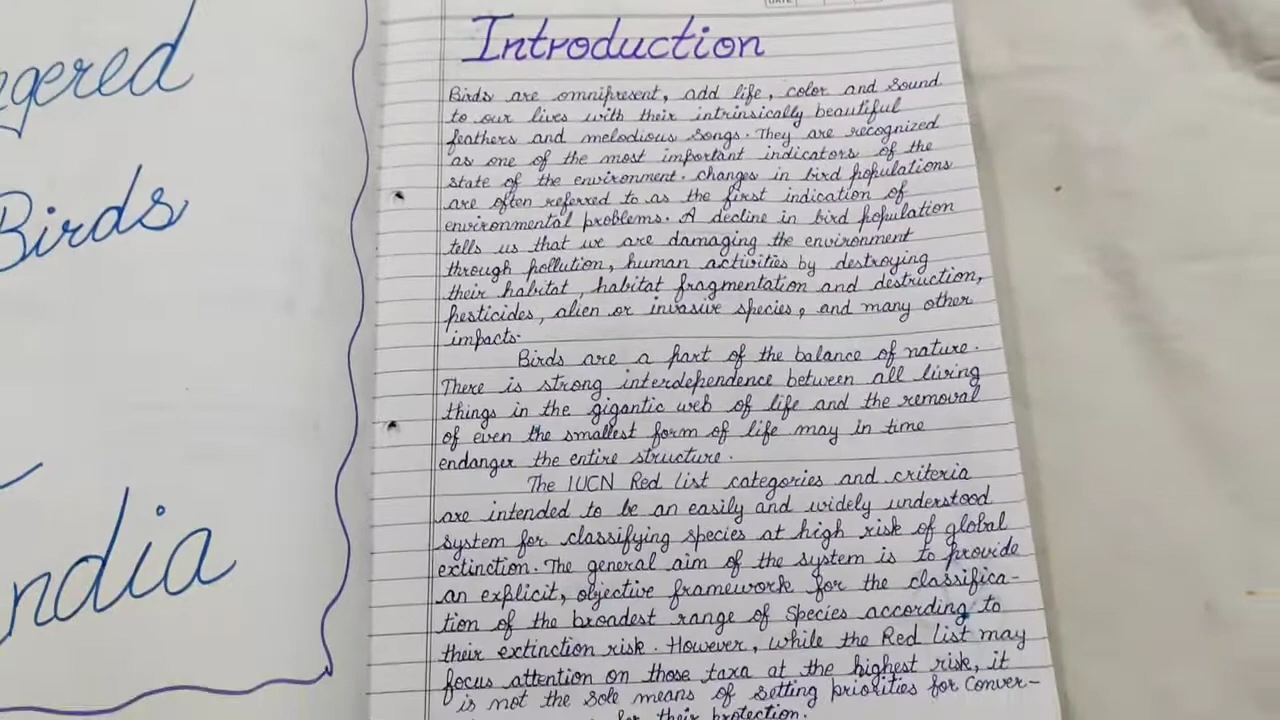 gered
Birds
ndia
Introduction
Birds are omnipresent, add life, color and sound
to our lives with their intrinsically beautiful
feathers and melodious songs. They are recognized
as one of the most important indicators of the
state of the environment. changes in bird populations
are often referred to as the first indication of
environmental problems. A decline in bird population
tells us that we are damaging the environment
through pollution, human activities by destroying
their habitat, habitat fragmentation and destruction,
pesticides, alien or invasive species, and many other
impacts.
Birds are a part of the balance of nature.
There is strong interdependence between all living
things in the gigantic web of life and the removal
of even the smallest form of life may in time
endanger the entire structure.
The IUCN Red list categories and criteria
are intended to be an easily and widely understood
system for classifying species at high risk of global
extinction. The general aim of the system is to provide
an explicit, objective framework for the classifica-
tion of the broadest range of species according to
their extinction risk. However, while the Red list may
focus attention on those taxa at the highest risk, it
is not the sole means of setting priorities for conver-
for their protection.